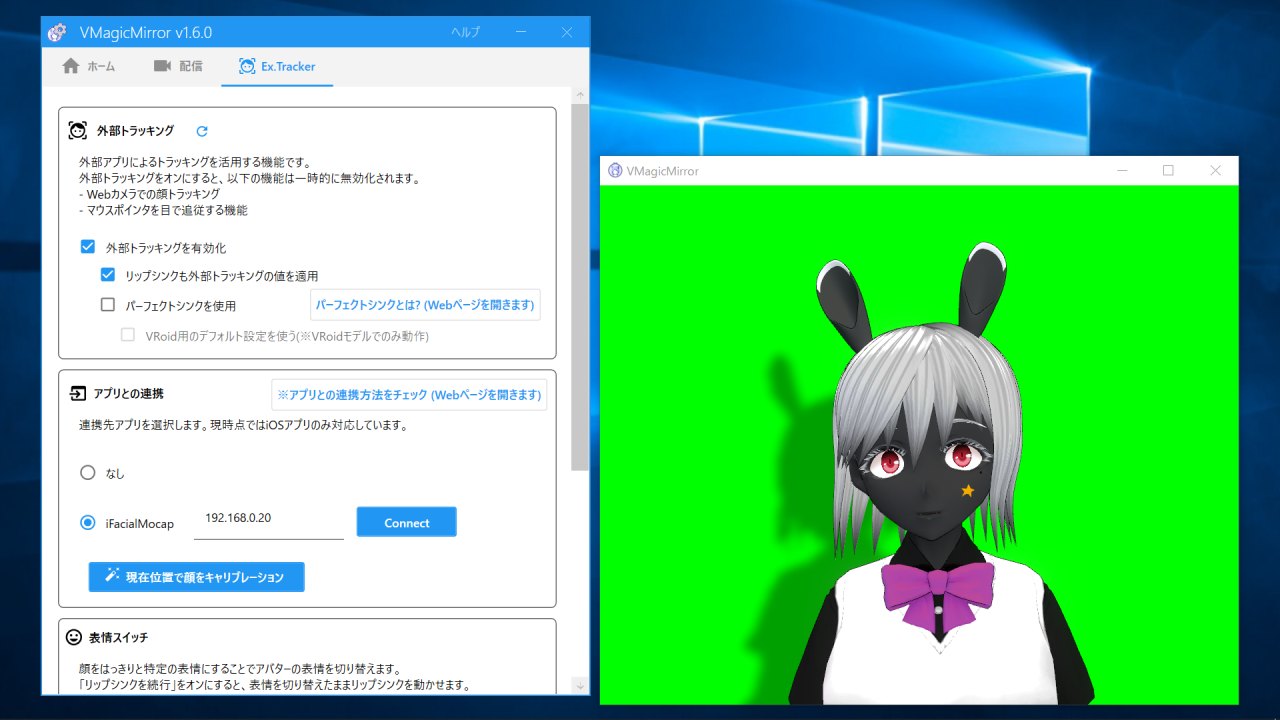 VMagicMirror v1.6.0
ヘルプ
ホーム
配信
Ex.Tracker
外部トラッキング
外部アプリによるトラッキングを活用する機能です。
外部トラッキングをオンにすると、以下の機能は一時的に無効化されます。
- Webカメラでの顔トラッキング
- マウスポインタを目で追従する機能
外部トラッキングを有効化
リップシンクも外部トラッキングの値を適用
パーフェクトシンクを使用
パーフェクトシンクとは? (Webページを開きます)
VRoid用のデフォルト設定を使う(※VRoidモデルでのみ動作)
アプリとの連携
※アプリとの連携方法をチェック (Webページを開きます)
連携先アプリを選択します。現時点ではiOSアプリのみ対応しています。
なし
iFacialMocap
192.168.0.20
Connect
現在位置で顔をキャリブレーション
表情スイッチ
顔をはっきりと特定の表情にすることでアバターの表情を切り替えます。
「リップシンクを続行」をオンにすると、表情を切り替えたままリップシンクを動かせます。
VMagicMirror